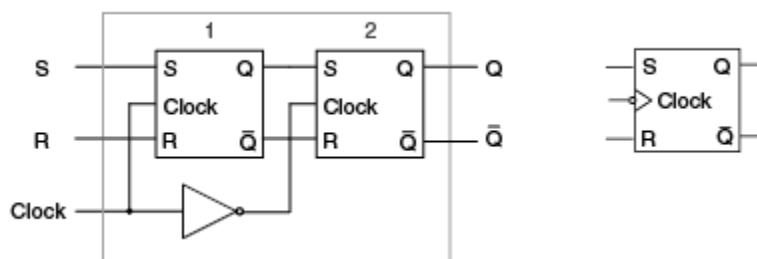 1 2
S S Q S Q Q S Q
Clock Clock Clock
R R Q̅ R Q̅ Q̅ R Q̅
Clock